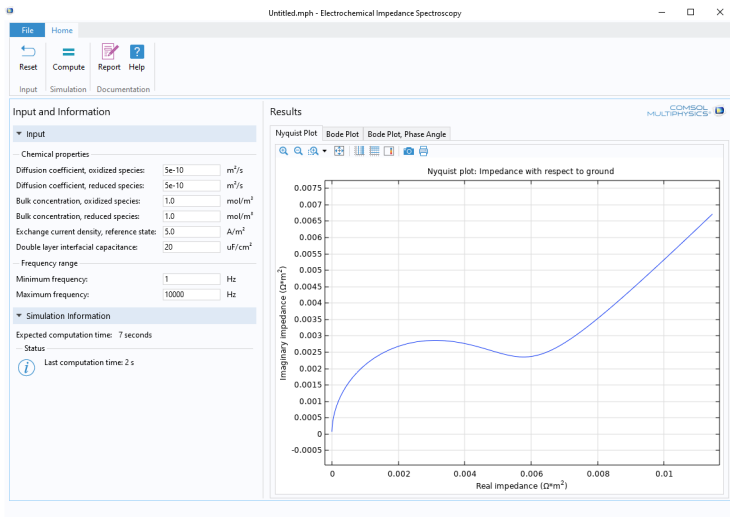 Untitled.mph - Electrochemical Impedance Spectroscopy
File Home
Reset Compute Report Help
Input Simulation Documentation
Input and Information
Input
Chemical properties
Diffusion coefficient, oxidized species: 5e-10 m²/s
Diffusion coefficient, reduced species: 5e-10 m²/s
Bulk concentration, oxidized species: 1.0 mol/m³
Bulk concentration, reduced species: 1.0 mol/m³
Exchange current density, reference state: 5.0 A/m²
Double layer interfacial capacitance: 20 uF/cm²
Frequency range
Minimum frequency: 1 Hz
Maximum frequency: 10000 Hz
Simulation Information
Expected computation time: 7 seconds
Status
i Last computation time: 2 s
Results
COMSOL
MULTIPHYSICS®
Nyquist Plot Bode Plot Bode Plot, Phase Angle
Nyquist plot: Impedance with respect to ground
Imaginary impedance (Ω*m²)
0.0075
0.007
0.0065
0.006
0.0055
0.005
0.0045
0.004
0.0035
0.003
0.0025
0.002
0.0015
0.001
0.0005
0
-0.0005
0 0.002 0.004 0.006 0.008 0.01
Real impedance (Ω*m²)